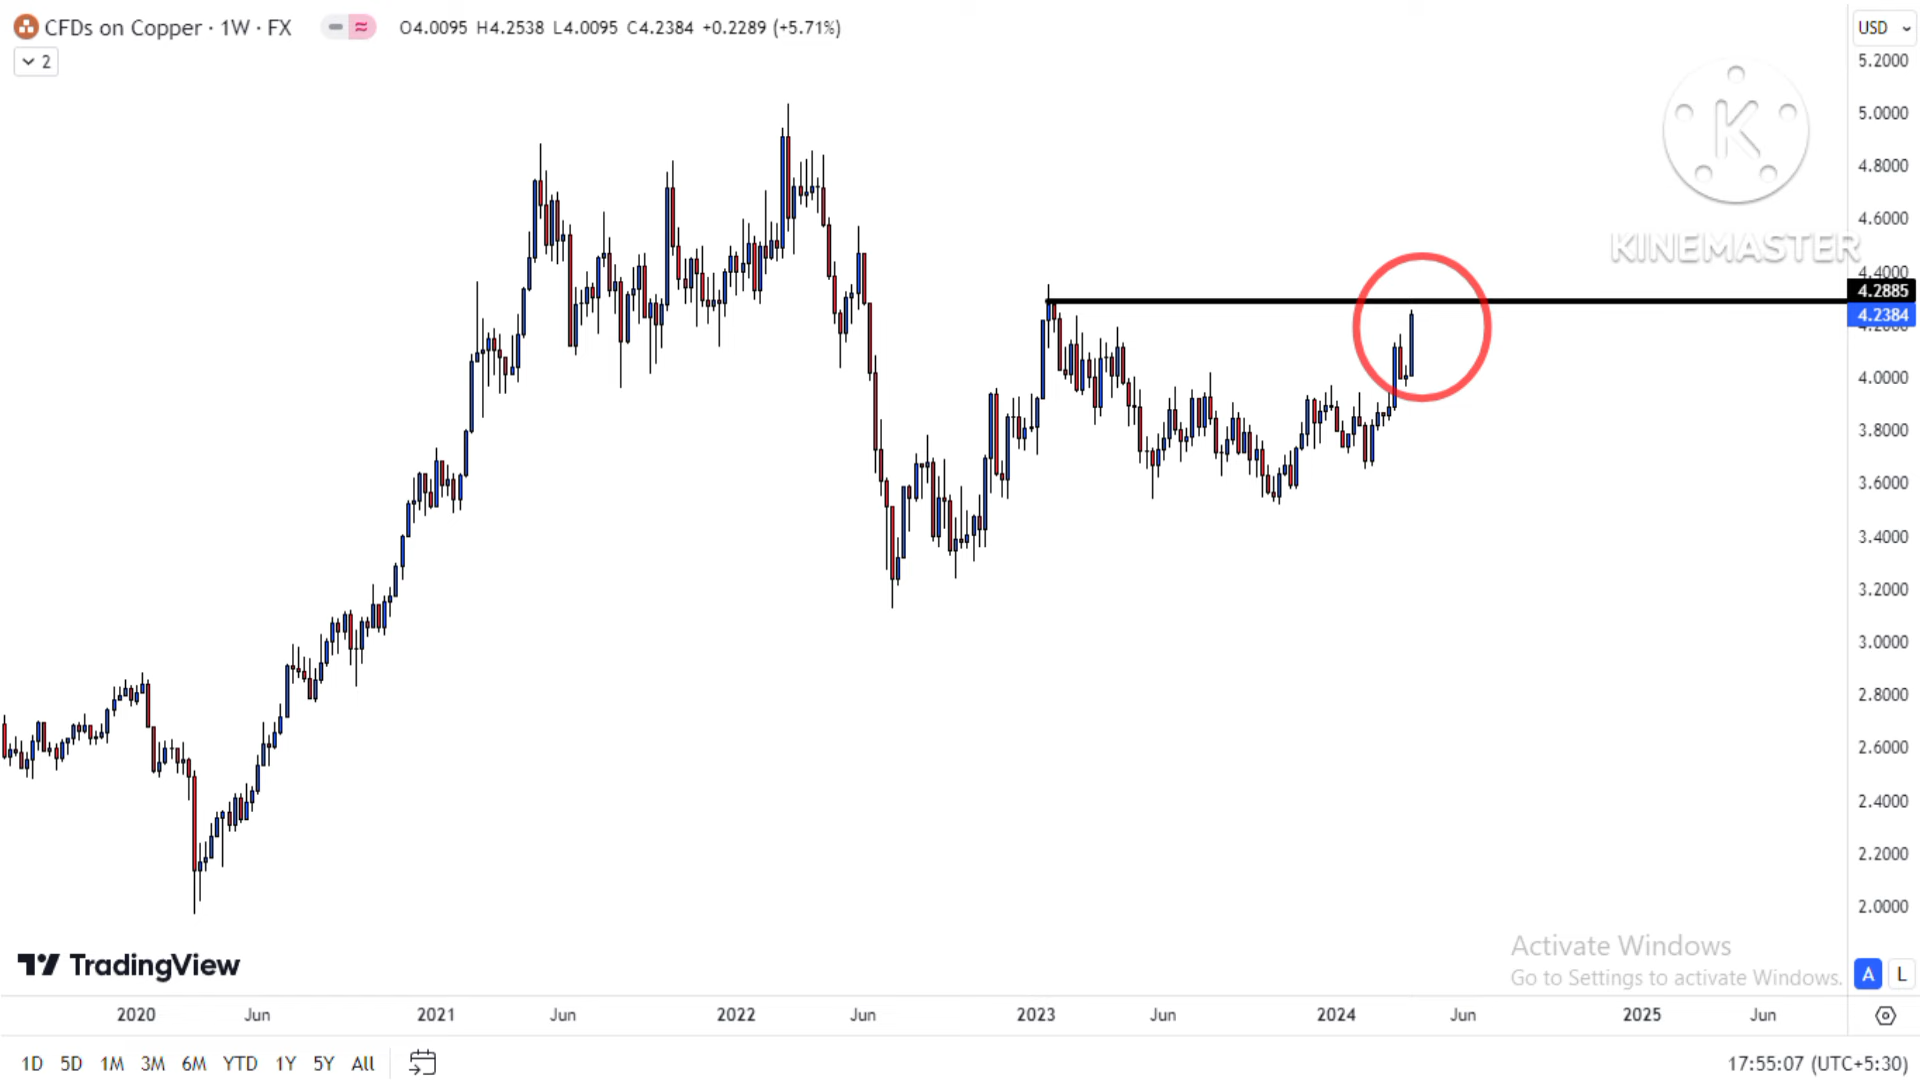 CFDs on Copper · 1W · FX
O4.0095 H4.2538 L4.0095 C4.2384 +0.2289 (+5.71%)
2
USD
5.2000
5.0000
4.8000
4.6000
4.4000
4.2885
4.2384
4.2000
4.0000
3.8000
3.6000
3.4000
3.2000
3.0000
2.8000
2.6000
2.4000
2.2000
2.0000
K
KINEMASTER
TradingView
Activate Windows
Go to Settings to activate Windows.
A L
2020 Jun 2021 Jun 2022 Jun 2023 Jun 2024 Jun 2025 Jun
1D 5D 1M 3M 6M YTD 1Y 5Y All
17:55:07 (UTC+5:30)